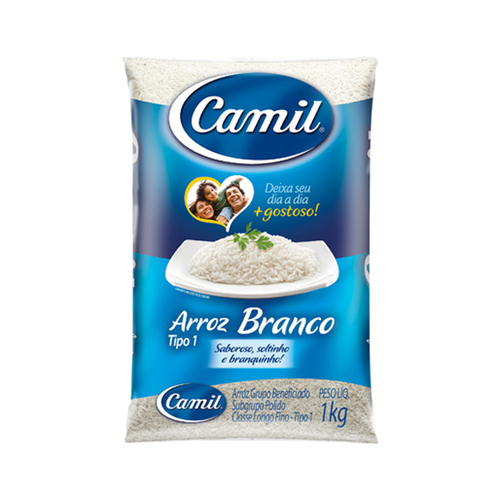 Camil®
Deixa seu
dia a dia
+gostoso!
Arroz Branco
Tipo 1
Saboroso, soltinho
e branquinho!
Camil®
Arroz Grupo Beneficiado
Subgrupo Polido
Classe Longo Fino - Tipo 1
PESO LÍQ.
1kg